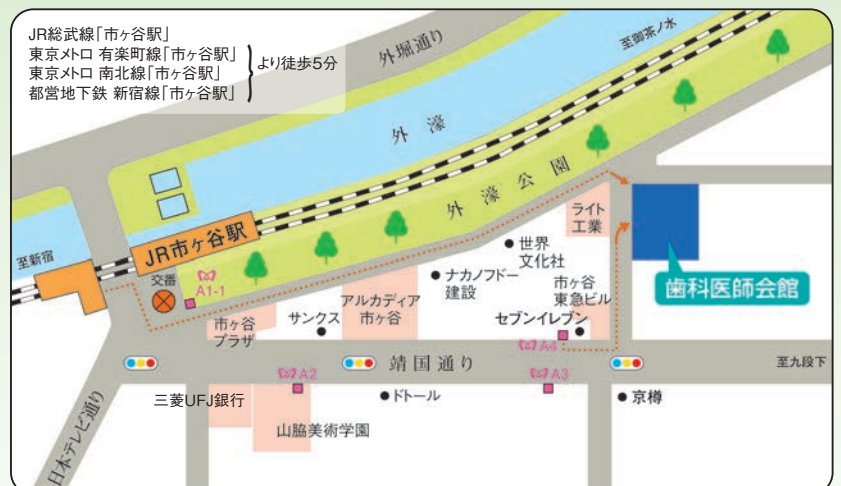 JR総武線「市ヶ谷駅」
東京メトロ 有楽町線「市ヶ谷駅」
東京メトロ 南北線「市ヶ谷駅」
都営地下鉄 新宿線「市ヶ谷駅」
より徒歩5分
外堀通り
至御茶ノ水
外濠
外濠公園
JR市ヶ谷駅
至新宿
交番
A1-1
ライト
工業
世界
文化社
ナカノフドー
建設
市ヶ谷
東急ビル
歯科医師会館
アルカディア
市ヶ谷
サンクス
市ヶ谷
プラザ
セブンイレブン
A4
靖国通り
至九段下
A2
A3
三菱UFJ銀行
ドトール
京樽
山脇美術学園
日本テレビ通り